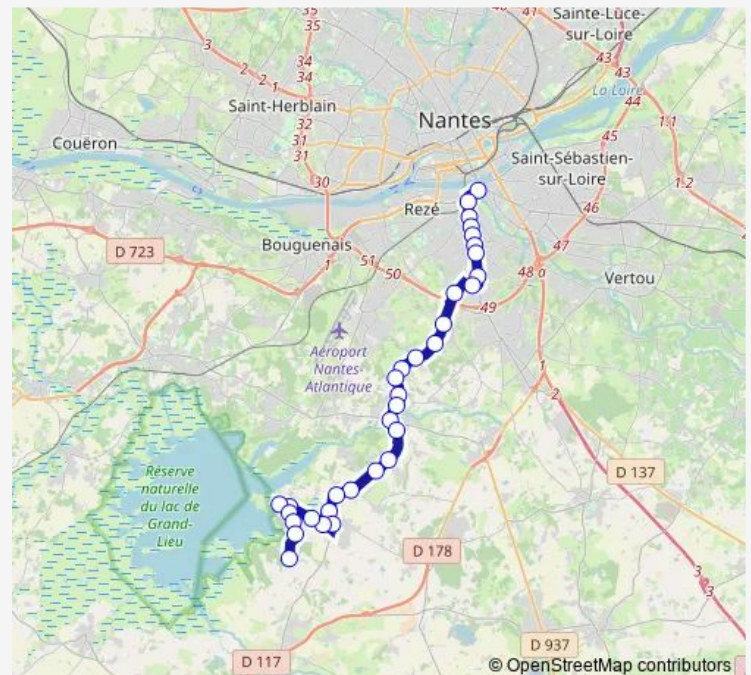 Sainte-Luce-
sur-Loire
35
35
3
2
2
1
34
34
43
43
La Loire
44
Saint-Herblain
32
31
31
Nantes
45
1.1
Couëron
Saint-Sébastien-
sur-Loire
30
1.2
Rezé
46
Bouguenais
D 723
1
51
50
47
48 a
49
Vertou
Aéroport
Nantes-
Atlantique
1
2
Réserve
naturelle
du lac de
Grand-
Lieu
D 137
D 178
3
3
D 937
D 117
© OpenStreetMap contributors